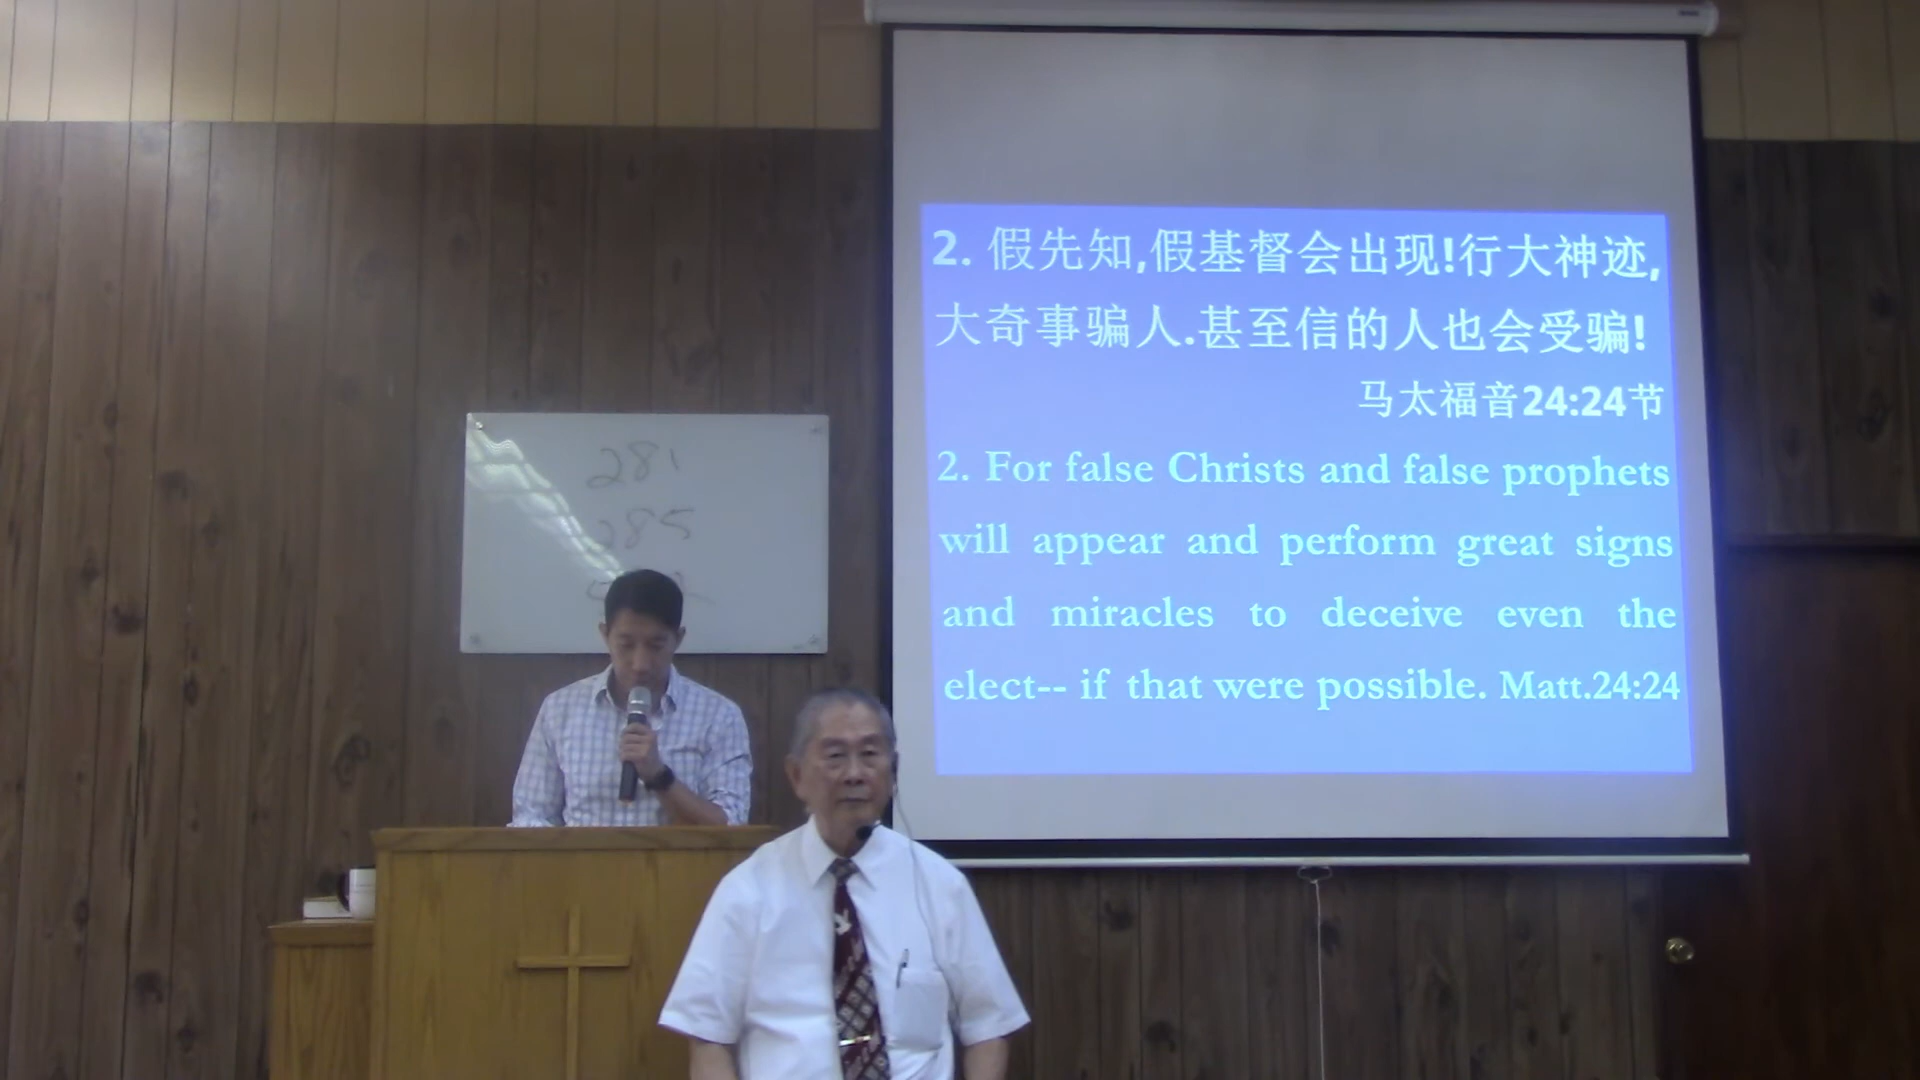 2. 假先知,假基督会出现!行大神迹,
大奇事骗人.甚至信的人也会受骗!
马太福音24:24节
2. For false Christs and false prophets
will appear and perform great signs
and miracles to deceive even the
elect-- if that were possible. Matt.24:24
281
285